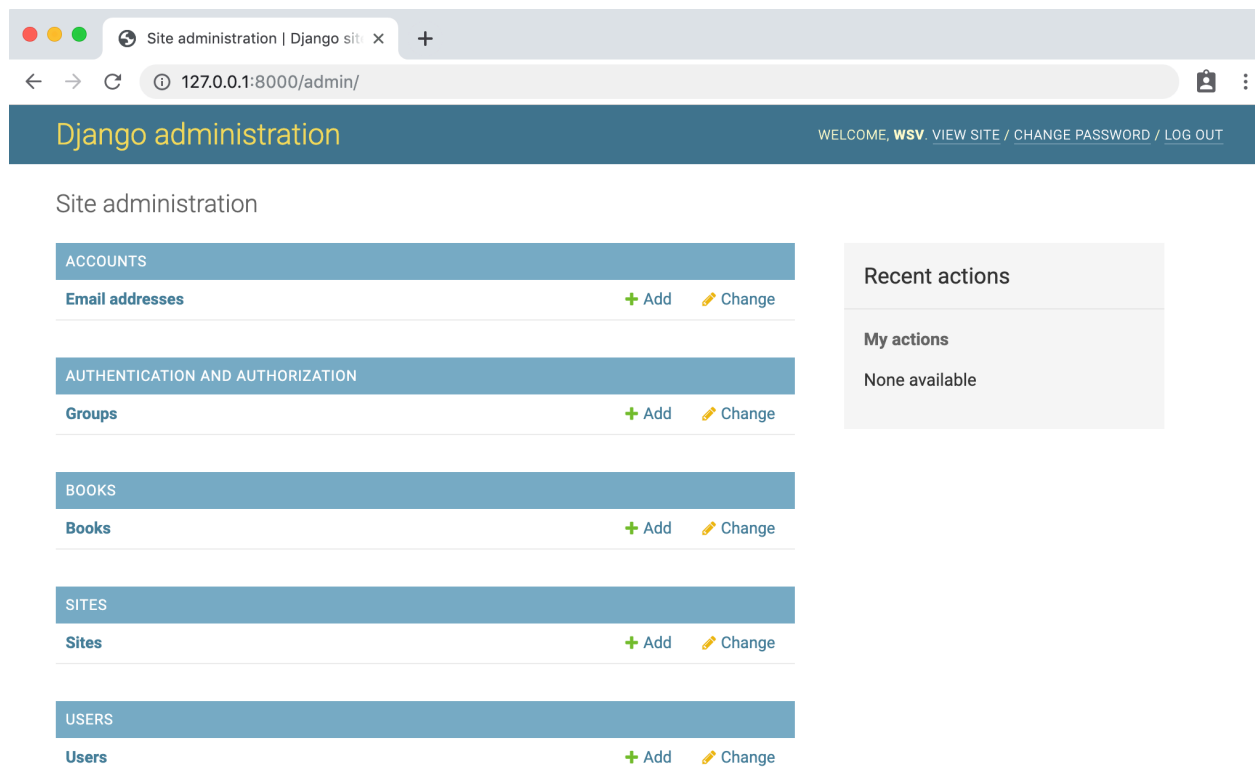 Site administration | Django sit
127.0.0.1:8000/admin/
Django administration
WELCOME, WSV. VIEW SITE / CHANGE PASSWORD / LOG OUT
Site administration
ACCOUNTS
Email addresses Add Change
AUTHENTICATION AND AUTHORIZATION
Groups Add Change
BOOKS
Books Add Change
SITES
Sites Add Change
USERS
Users Add Change
Recent actions
My actions
None available